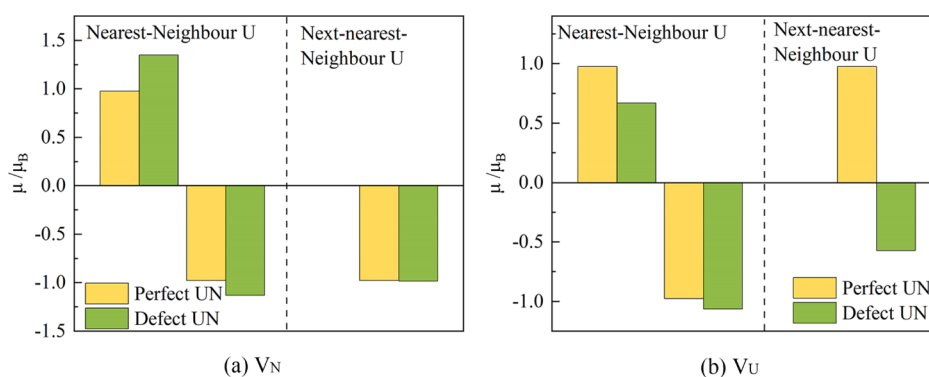 Nearest-Neighbour U
Next-nearest-
Neighbour U
1.5
1.0
0.5
0.0
-0.5
-1.0
-1.5
μ /μB
Perfect UN
Defect UN
(a) VN
Nearest-Neighbour U
Next-nearest-
Neighbour U
1.0
0.5
0.0
-0.5
-1.0
μ /μB
Perfect UN
Defect UN
(b) VU